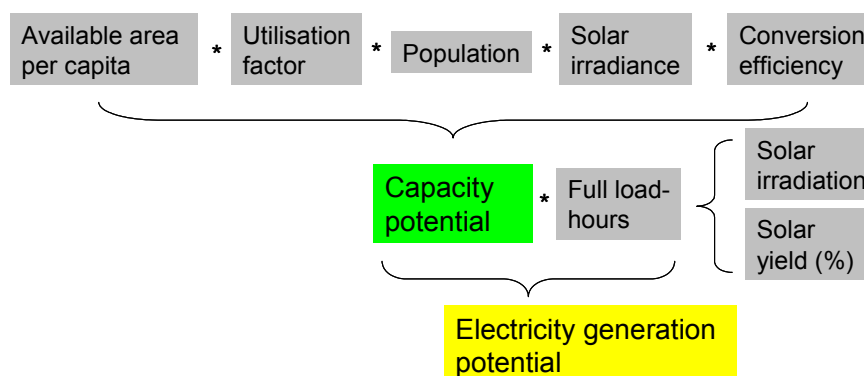 Available area
per capita
*
Utilisation
factor
*
Population
*
Solar
irradiance
*
Conversion
efficiency
Capacity
potential
*
Full load-
hours
Solar
irradiation
Solar
yield (%)
Electricity generation
potential